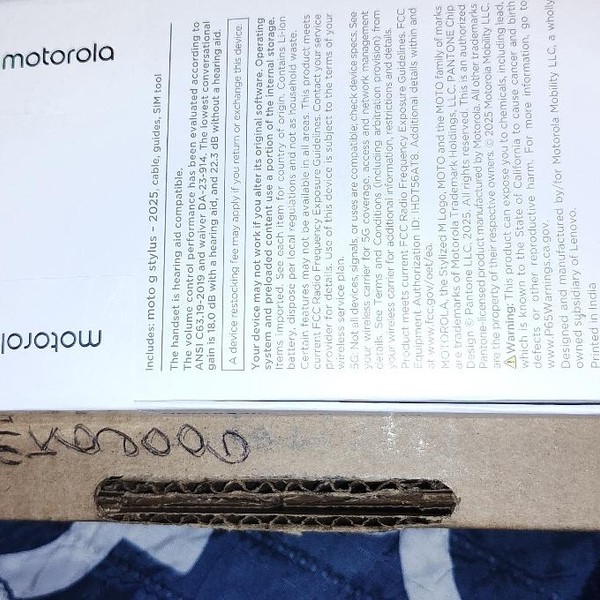 motorola
motorola
Includes: moto g stylus – 2025, cable, guides, SIM tool
The handset is hearing aid compatible.
The volume control performance has been evaluated according to
ANSI C63.19-2019 and waiver DA-23-914. The lowest conversational
gain is 18.0 dB with a hearing aid, and 22.3 dB without a hearing aid.
A device restocking fee may apply if you return or exchange this device.
Your device may not work if you alter its original software. Operating
system and preloaded content use a portion of the internal storage.
Items imported. See each item for country of origin. Contains Li-ion
battery, dispose per local regulations and not as household waste.
Certain features may not be available in all areas. This product meets
current FCC Radio Frequency Exposure Guidelines. Contact your service
provider for details. Use of this device is subject to the terms of your
wireless service plan.
5G: Not all devices, signals, or uses are compatible; check device specs. See
your wireless carrier for 5G coverage, access and network management
details. See Terms and Conditions (including arbitration provision) from
your carrier for additional information, restrictions and details.
Product meets current FCC Radio Frequency Exposure Guidelines. FCC
Equipment Authorization ID: IHDT56AT8. Additional details within and
at www.fcc.gov/oet/ea.
MOTOROLA, the Stylized M Logo, MOTO and the MOTO family of marks
are trademarks of Motorola Trademark Holdings, LLC. PANTONE Chip
Design © Pantone LLC, 2025. All rights reserved. This is an authorized
Pantone-licensed product manufactured by Motorola. All other trademarks
are the property of their respective owners. © 2025 Motorola Mobility LLC.
⚠Warning: This product can expose you to chemicals, including lead,
which is known to the State of California to cause cancer and birth
defects or other reproductive harm. For more information, go to
www.P65Warnings.ca.gov.
Designed and manufactured by/for Motorola Mobility LLC, a wholly
owned subsidiary of Lenovo.
Printed in India